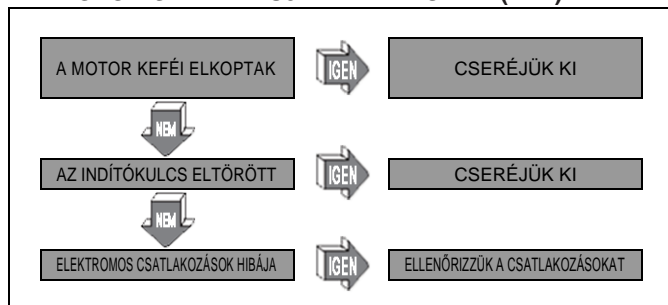 A MOTOR KEFÉI ELKOPTAK
IGEN
CSERÉJÜK KI
NEM
AZ INDÍTÓKULCS ELTÖRÖTT
IGEN
CSERÉJÜK KI
NEM
ELEKTROMOS CSATLAKOZÁSOK HIBÁJA
IGEN
ELLENŐRIZZÜK A CSATLAKOZÁSOKAT